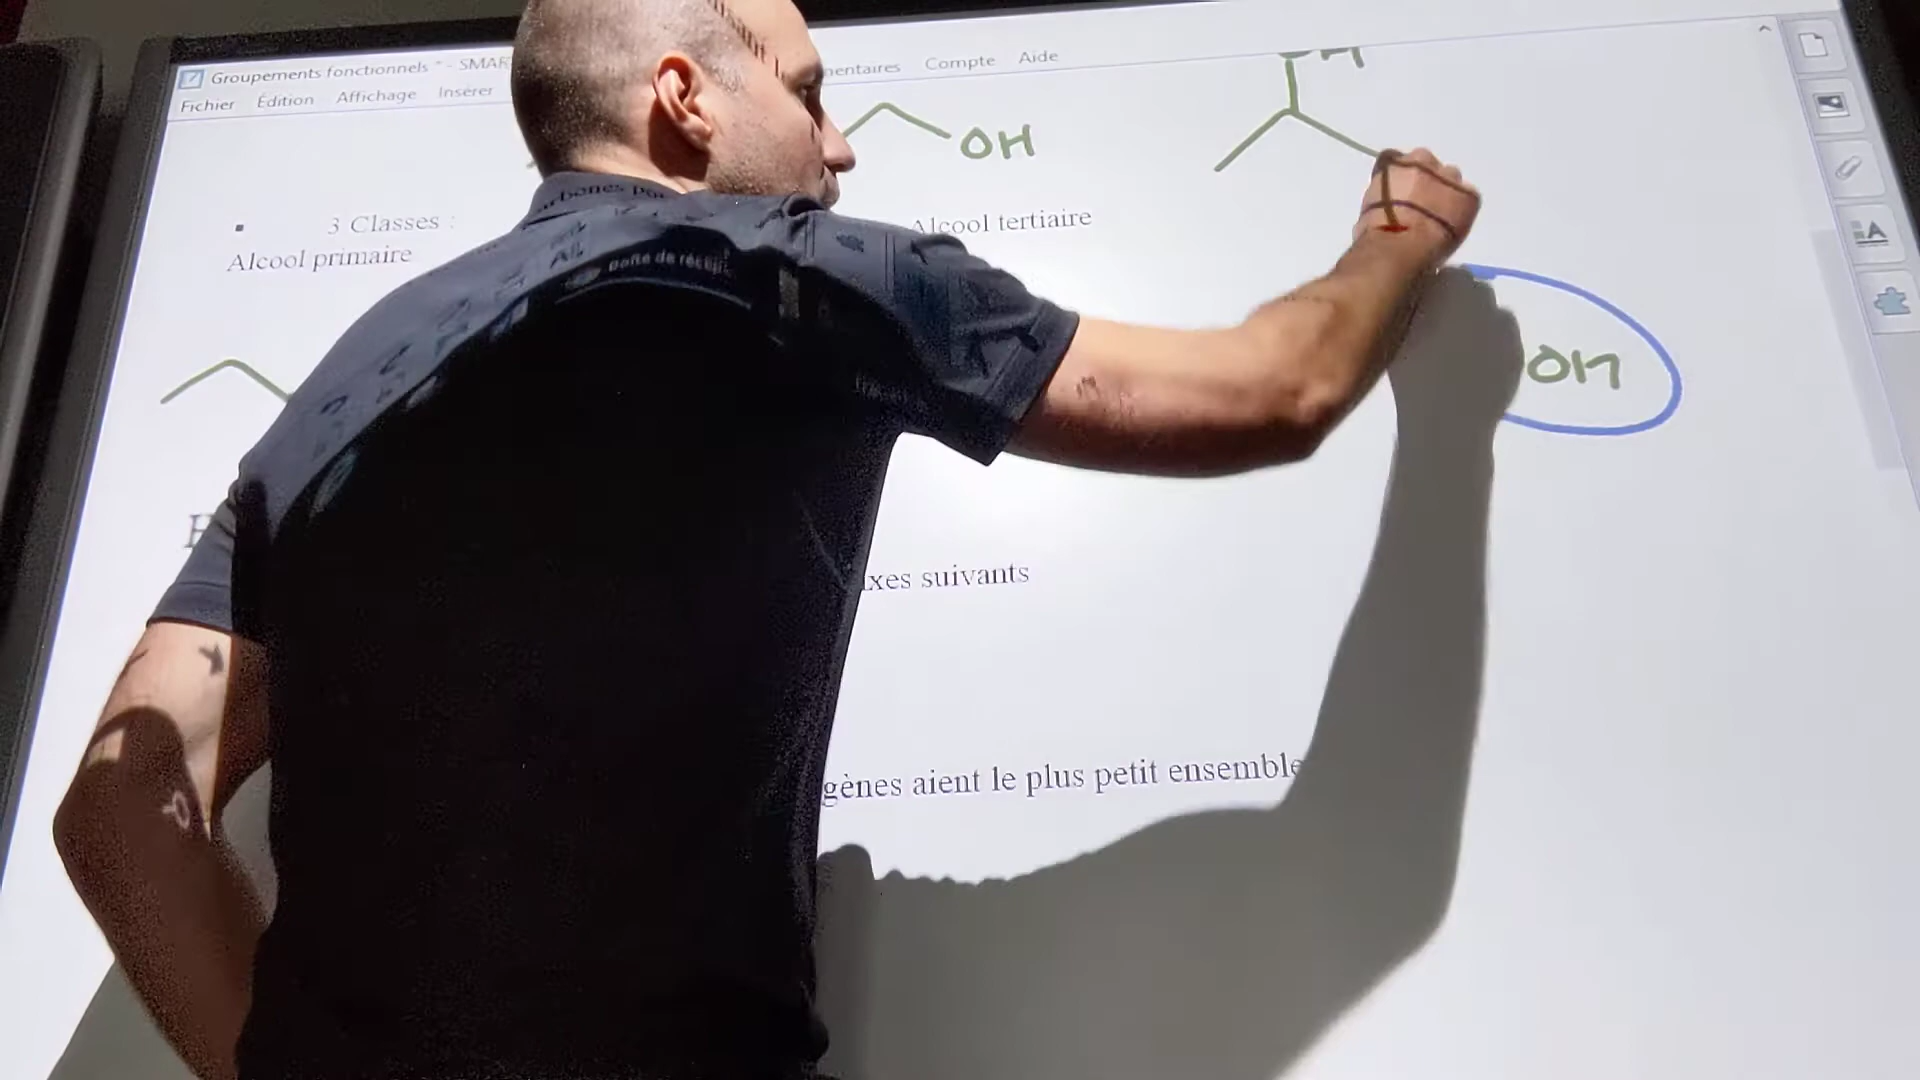 Groupements fonctionnels * - SMAR
Fichier Édition Affichage Insérer entaires Compte Aide
OH
3 Classes :
Alcool primaire Alcool tertiaire
OH
xes suivants
gènes aient le plus petit ensemble